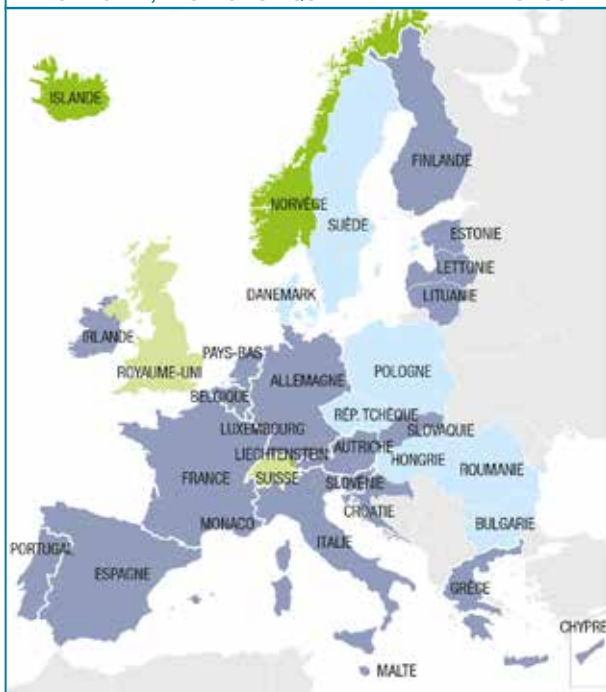 ISLANDE
FINLANDE
NORVÈGE
SUÈDE
ESTONIE
LETTONIE
LITUANIE
DANEMARK
IRLANDE
ROYAUME-UNI
PAYS-BAS
ALLEMAGNE
POLOGNE
BELGIQUE
RÉP. TCHÈQUE
LUXEMBOURG
SLOVAQUIE
LIECHTENSTEIN
AUTRICHE
HONGRIE
ROUMANIE
FRANCE
SUISSE
SLOVÉNIE
CROATIE
MONACO
ITALIE
BULGARIE
PORTUGAL
ESPAGNE
GRÈCE
CHYPRE
MALTE